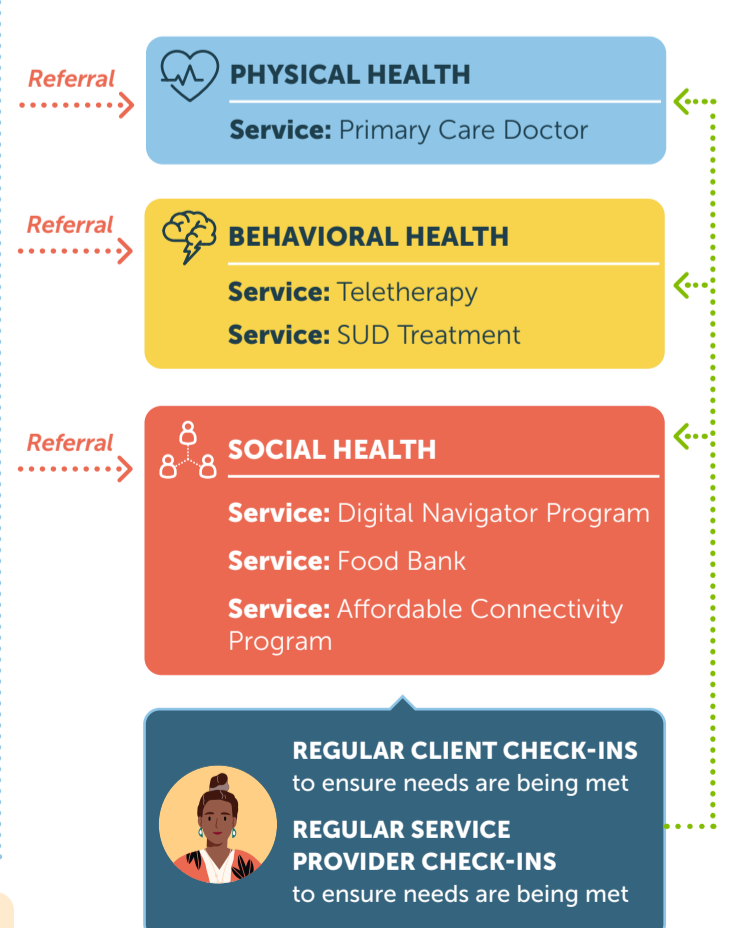 Referral
PHYSICAL HEALTH
Service: Primary Care Doctor
Referral
BEHAVIORAL HEALTH
Service: Teletherapy
Service: SUD Treatment
Referral
SOCIAL HEALTH
Service: Digital Navigator Program
Service: Food Bank
Service: Affordable Connectivity
Program
REGULAR CLIENT CHECK-INS
to ensure needs are being met
REGULAR SERVICE
PROVIDER CHECK-INS
to ensure needs are being met